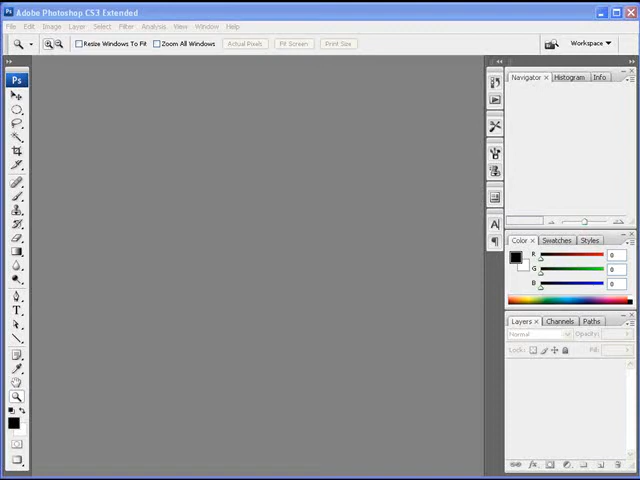 Ps Adobe Photoshop CS3 Extended
File Edit Image Layer Select Filter Analysis View Window Help
Resize Windows To Fit Zoom All Windows Actual Pixels Fit Screen Print Size Workspace
Ps
Navigator x Histogram Info
A
Color x Swatches Styles
R 0
G 0
B 0
Layers x Channels Paths
Normal Opacity:
Lock: Fill:
T
fx